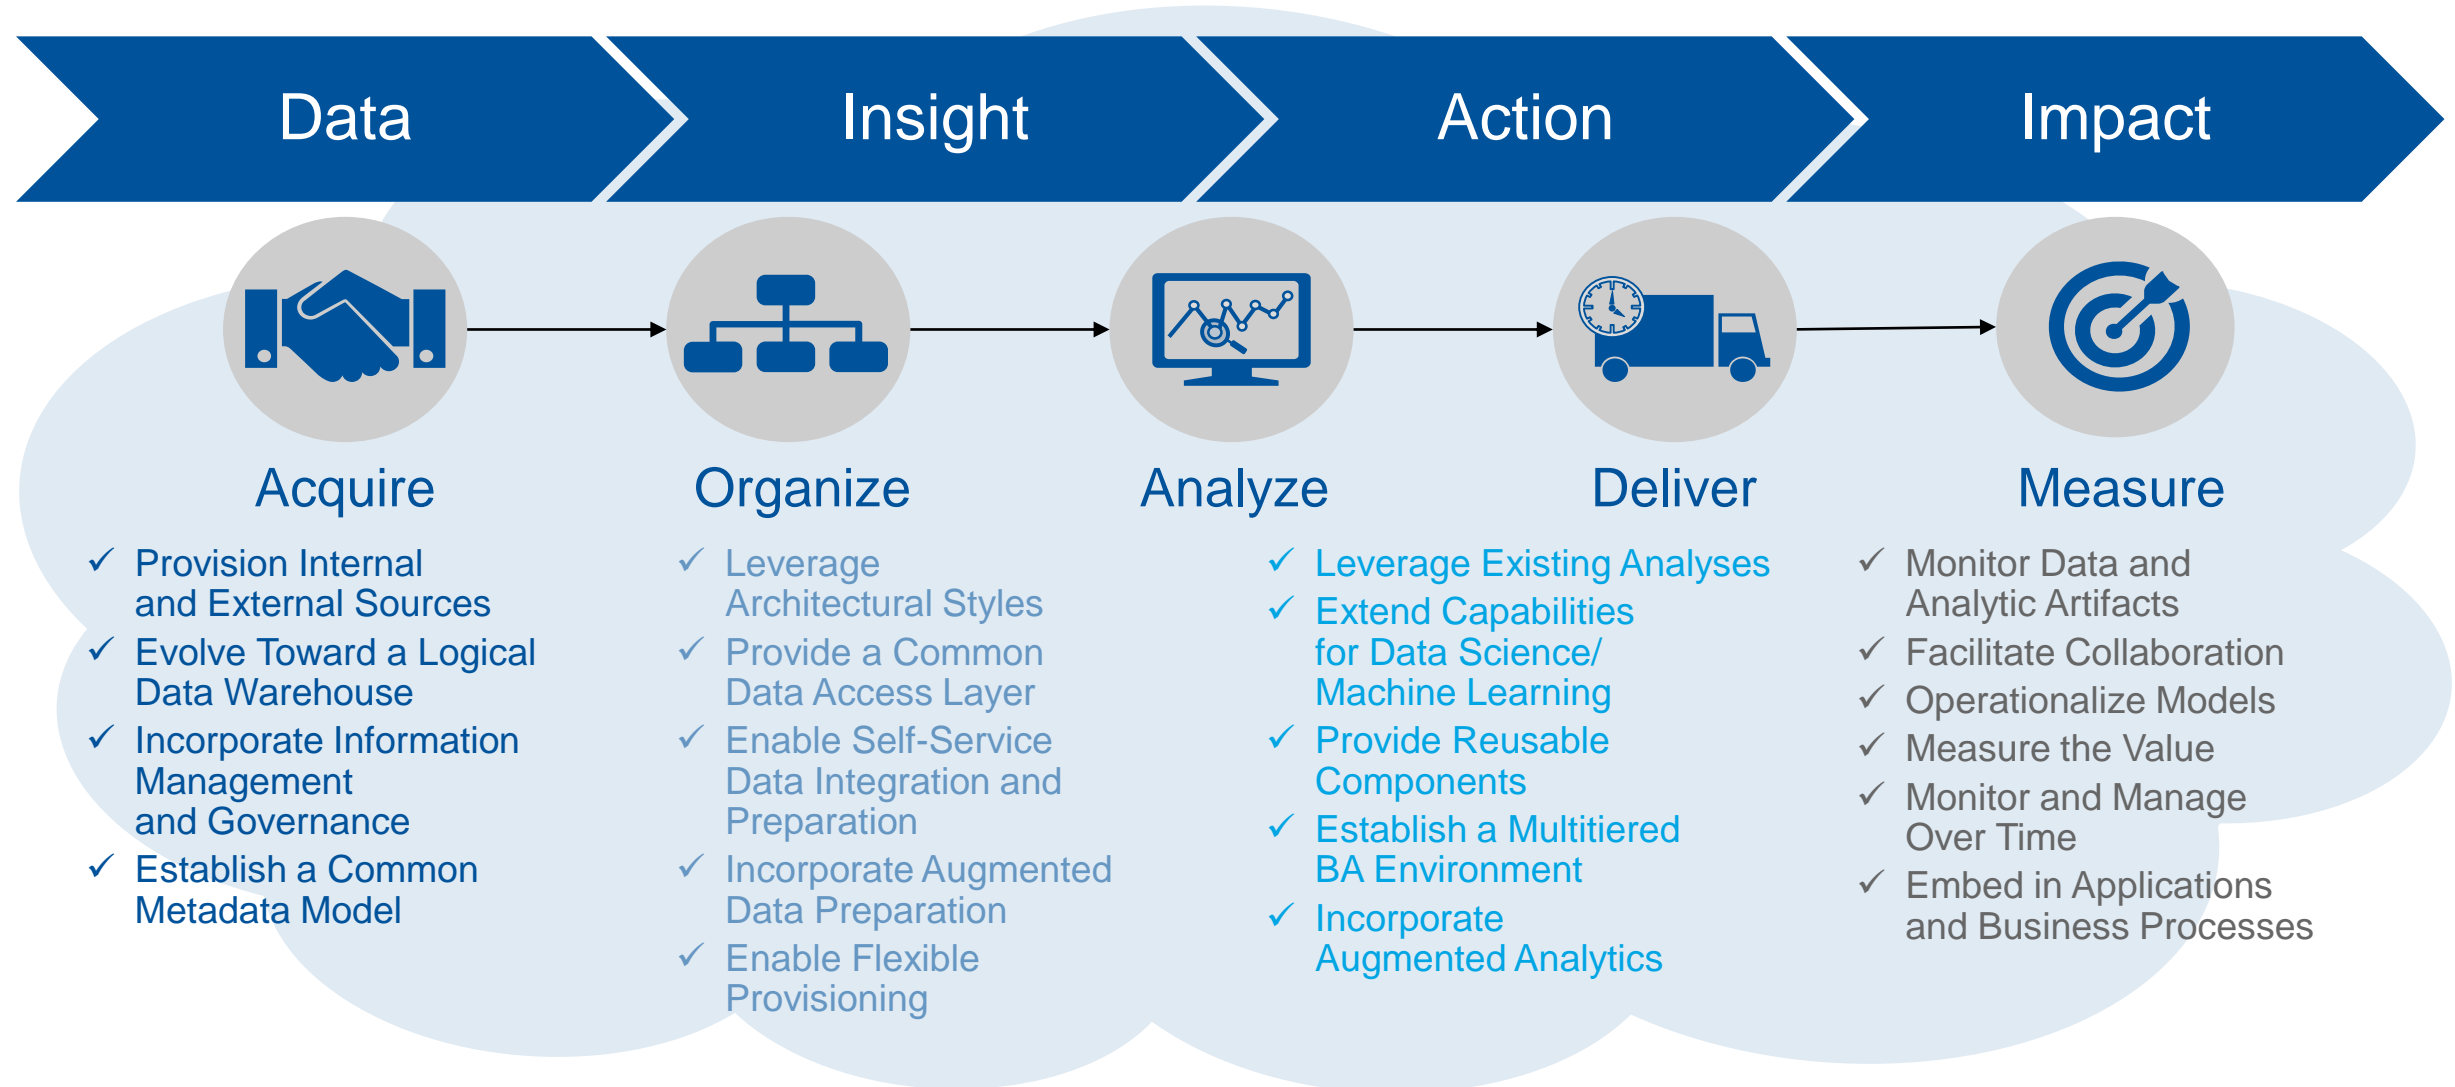 Data
Insight
Action
Impact
Acquire
Organize
Analyze
Deliver
Measure
✓ Provision Internal
and External Sources
✓ Evolve Toward a Logical
Data Warehouse
✓ Incorporate Information
Management
and Governance
✓ Establish a Common
Metadata Model
✓ Leverage
Architectural Styles
✓ Provide a Common
Data Access Layer
✓ Enable Self-Service
Data Integration and
Preparation
✓ Incorporate Augmented
Data Preparation
✓ Enable Flexible
Provisioning
✓ Leverage Existing Analyses
✓ Extend Capabilities
for Data Science/
Machine Learning
✓ Provide Reusable
Components
✓ Establish a Multitiered
BA Environment
✓ Incorporate
Augmented Analytics
✓ Monitor Data and
Analytic Artifacts
✓ Facilitate Collaboration
✓ Operationalize Models
✓ Measure the Value
✓ Monitor and Manage
Over Time
✓ Embed in Applications
and Business Processes